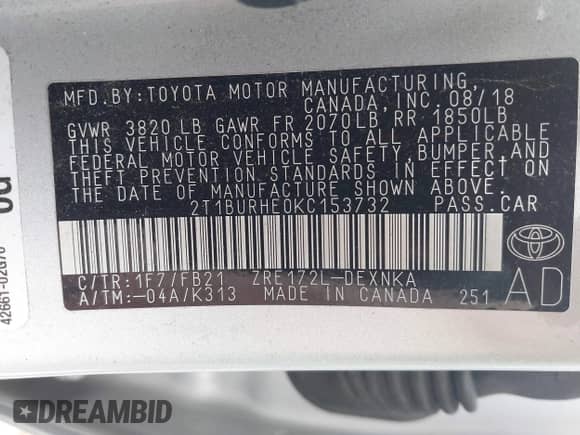 MFD.BY:TOYOTA MOTOR MANUFACTURING,
CANADA,INC.08/18
GVWR 3820 LB GAWR FR 2070LB,RR 1850LB
THIS VEHICLE CONFORMS TO ALL APPLICABLE
FEDERAL MOTOR VEHICLE SAFETY,BUMPER,AND
THEFT PREVENTION STANDARDS IN EFFECT ON
THE DATE OF MANUFACTURE SHOWN ABOVE.
2T1BURHE0KC153732 PASS.CAR
C/TR:1F7/FB21 ZRE172L-DEXNKA
A/TM:-04A/K313 MADE IN CANADA 251
AD
TOYOTA
42661-02G70
DREAMBID